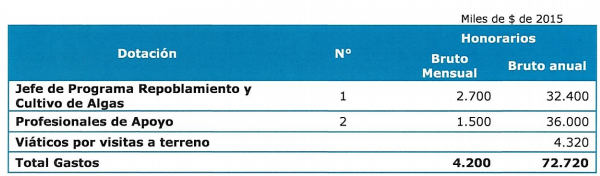 Miles de $ de 2015
Dotación N° Honorarios
Bruto Mensual Bruto anual
Jefe de Programa Repoblamiento y Cultivo de Algas 1 2.700 32.400
Profesionales de Apoyo 2 1.500 36.000
Viáticos por visitas a terreno 4.320
Total Gastos 4.200 72.720